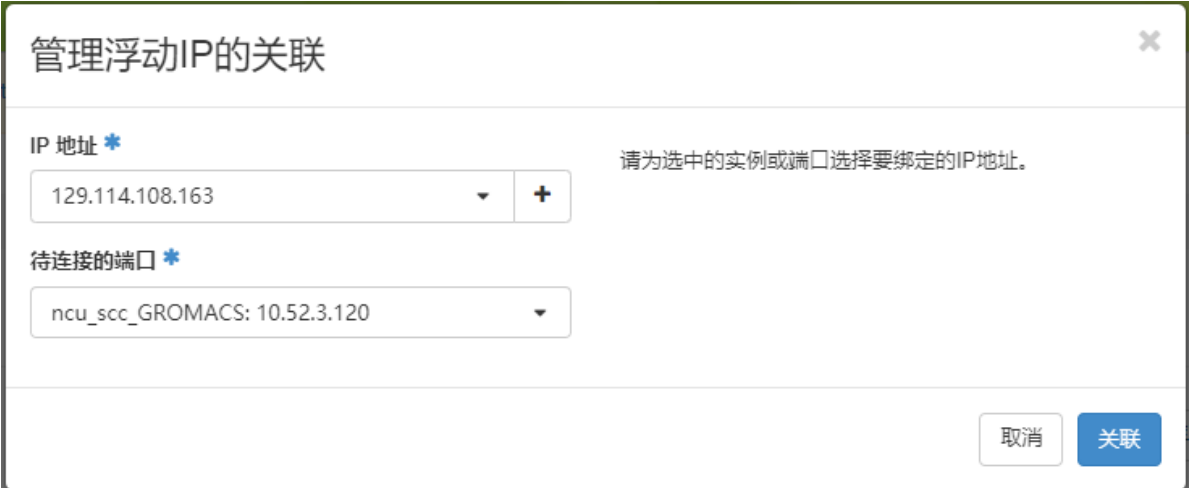 管理浮动IP的关联
IP 地址
129.114.108.163
请为选中的实例或端口选择要绑定的IP地址。
待连接的端口
ncu_scc_GROMACS: 10.52.3.120
取消
关联